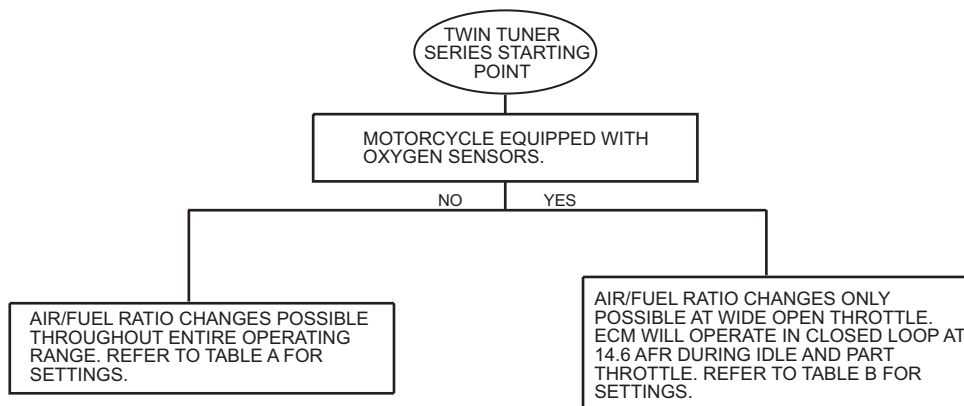 TWIN TUNER
SERIES STARTING
POINT
MOTORCYCLE EQUIPPED WITH
OXYGEN SENSORS.
NO
YES
AIR/FUEL RATIO CHANGES POSSIBLE
THROUGHOUT ENTIRE OPERATING
RANGE. REFER TO TABLE A FOR
SETTINGS.
AIR/FUEL RATIO CHANGES ONLY
POSSIBLE AT WIDE OPEN THROTTLE.
ECM WILL OPERATE IN CLOSED LOOP AT
14.6 AFR DURING IDLE AND PART
THROTTLE. REFER TO TABLE B FOR
SETTINGS.